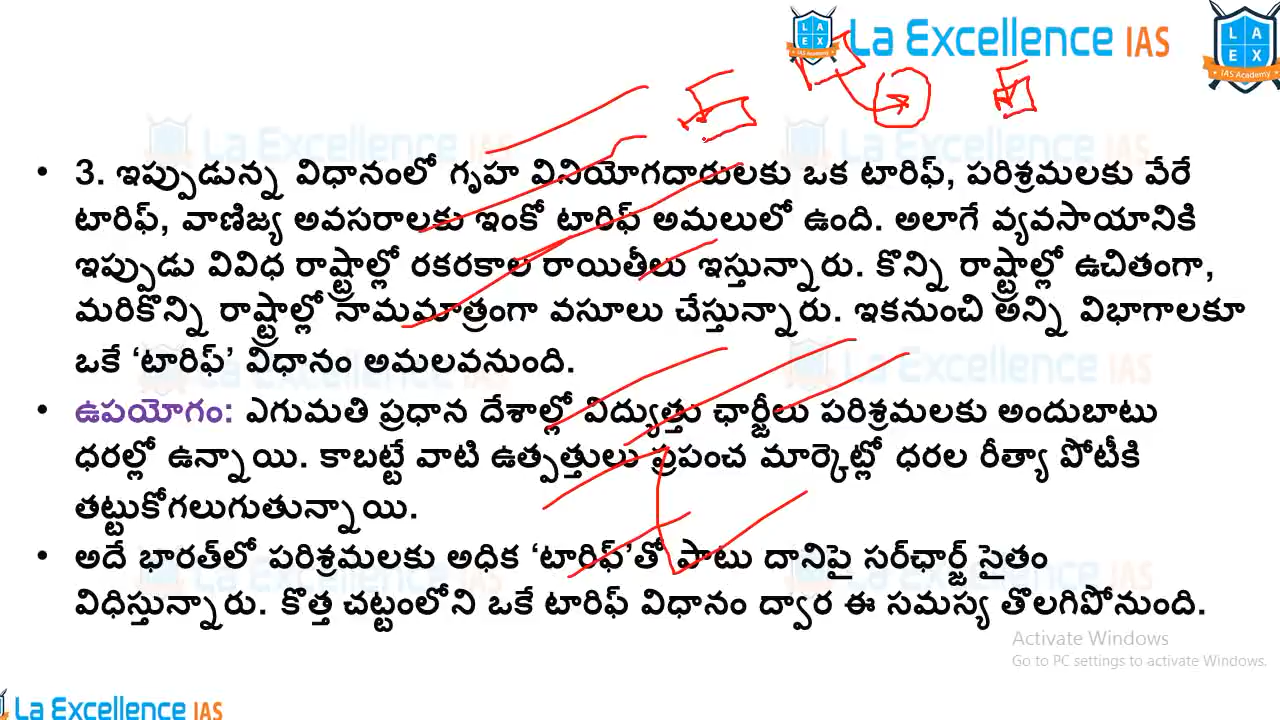 La Excellence IAS
L A
E X
IAS Academy
• 3. ఇప్పుడున్న విధానంలో గృహ వినియోగదారులకు ఒక టారిఫ్, పరిశ్రమలకు వేరే
టారిఫ్, వాణిజ్య అవసరాలకు ఇంకో టారిఫ్ అమలులో ఉంది. అలాగే వ్యవసాయానికి
ఇప్పుడు వివిధ రాష్ట్రాల్లో రకరకాల రాయితీలు ఇస్తున్నారు. కొన్ని రాష్ట్రాల్లో ఉచితంగా,
మరికొన్ని రాష్ట్రాల్లో నామమాత్రంగా వసూలు చేస్తున్నారు. ఇకనుంచి అన్ని విభాగాలకూ
ఒకే ‘టారిఫ్’ విధానం అమలవనుంది.
• ఉపయోగం: ఎగుమతి ప్రధాన దేశాల్లో విద్యుత్తు ఛార్జీలు పరిశ్రమలకు అందుబాటు
ధరల్లో ఉన్నాయి. కాబట్టే వాటి ఉత్పత్తులు ప్రపంచ మార్కెట్లో ధరల రీత్యా పోటీకి
తట్టుకోగలుగుతున్నాయి.
• అదే భారత్‌లో పరిశ్రమలకు అధిక ‘టారిఫ్’తో పాటు దానిపై సర్‌ఛార్జ్ సైతం
విధిస్తున్నారు. కొత్త చట్టంలోని ఒకే టారిఫ్ విధానం ద్వార ఈ సమస్య తొలగిపోనుంది.
Activate Windows
Go to PC settings to activate Windows.
La Excellence IAS